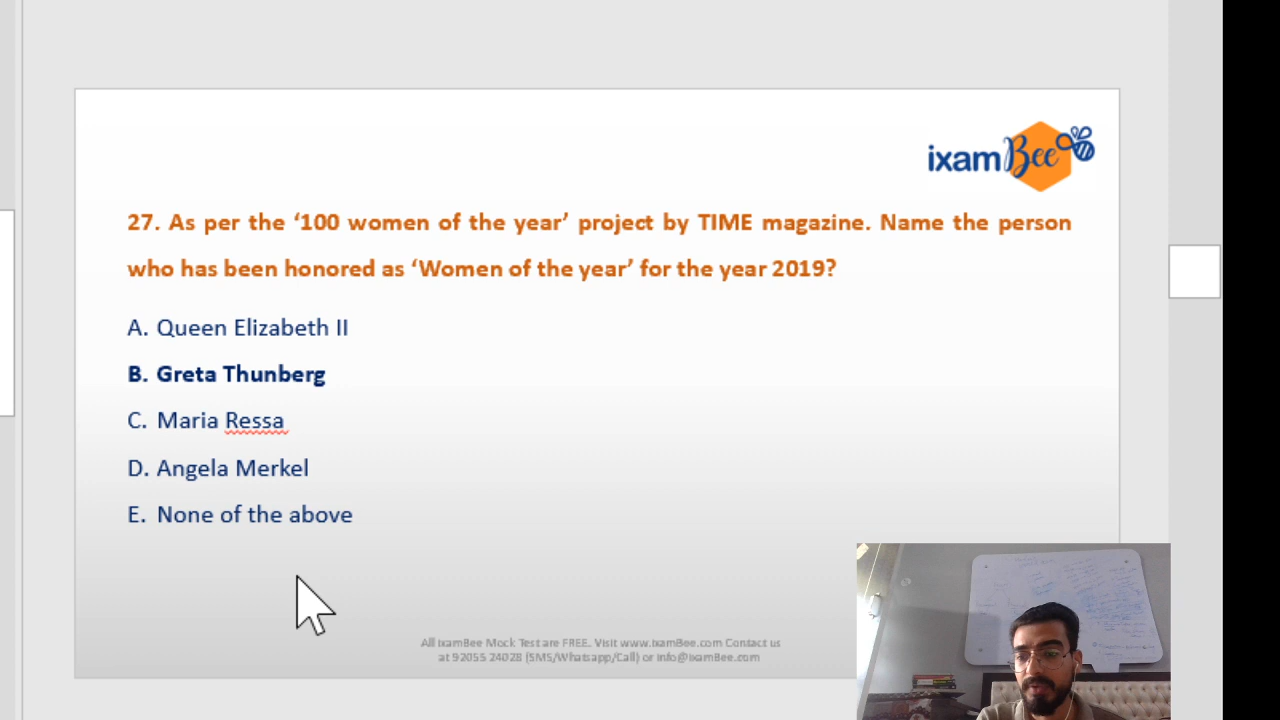 ixamBee
27. As per the ‘100 women of the year’ project by TIME magazine. Name the person
who has been honored as ‘Women of the year’ for the year 2019?
A. Queen Elizabeth II
B. Greta Thunberg
C. Maria Ressa
D. Angela Merkel
E. None of the above
All ixamBee Mock Test are FREE. Visit www.ixamBee.com Contact us
at 92055 24028 (SMS/Whatsapp/Call) or info@ixamBee.com